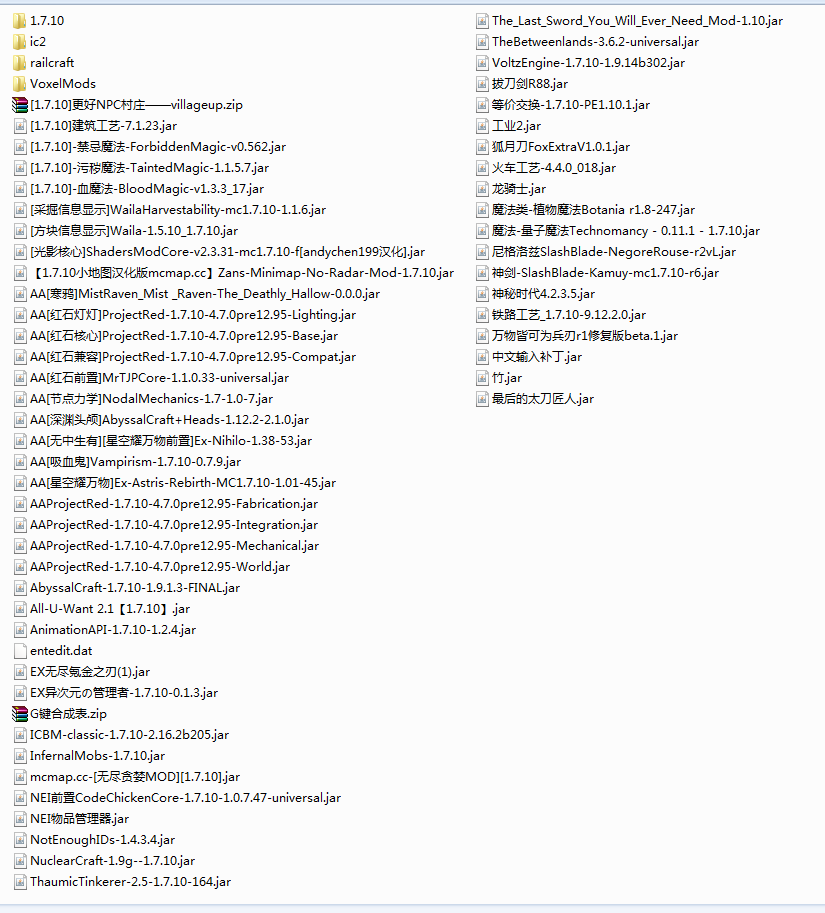 1.7.10
ic2
railcraft
VoxelMods
[1.7.10]更好NPC村庄——villageup.zip
[1.7.10]建筑工艺-7.1.23.jar
[1.7.10]-禁忌魔法-ForbiddenMagic-v0.562.jar
[1.7.10]-污秽魔法-TaintedMagic-1.1.5.7.jar
[1.7.10]-血魔法-BloodMagic-v1.3.3_17.jar
[采掘信息显示]WailaHarvestability-mc1.7.10-1.1.6.jar
[方块信息显示]Waila-1.5.10_1.7.10.jar
[光影核心]ShadersModCore-v2.3.31-mc1.7.10-f[andychen199汉化].jar
【1.7.10小地图汉化版mcmap.cc】Zans-Minimap-No-Radar-Mod-1.7.10.jar
AA[寒鸦]MistRaven_Mist _Raven-The_Deathly_Hallow-0.0.0.jar
AA[红石灯灯]ProjectRed-1.7.10-4.7.0pre12.95-Lighting.jar
AA[红石核心]ProjectRed-1.7.10-4.7.0pre12.95-Base.jar
AA[红石兼容]ProjectRed-1.7.10-4.7.0pre12.95-Compat.jar
AA[红石前置]MrTJPCore-1.1.0.33-universal.jar
AA[节点力学]NodalMechanics-1.7-1.0-7.jar
AA[深渊头颅]AbyssalCraft+Heads-1.12.2-2.1.0.jar
AA[无中生有][星空耀万物前置]Ex-Nihilo-1.38-53.jar
AA[吸血鬼]Vampirism-1.7.10-0.7.9.jar
AA[星空耀万物]Ex-Astris-Rebirth-MC1.7.10-1.01-45.jar
AAProjectRed-1.7.10-4.7.0pre12.95-Fabrication.jar
AAProjectRed-1.7.10-4.7.0pre12.95-Integration.jar
AAProjectRed-1.7.10-4.7.0pre12.95-Mechanical.jar
AAProjectRed-1.7.10-4.7.0pre12.95-World.jar
AbyssalCraft-1.7.10-1.9.1.3-FINAL.jar
All-U-Want 2.1【1.7.10】.jar
AnimationAPI-1.7.10-1.2.4.jar
entedit.dat
EX无尽氪金之刃(1).jar
EX异次元の管理者-1.7.10-0.1.3.jar
G键合成表.zip
ICBM-classic-1.7.10-2.16.2b205.jar
InfernalMobs-1.7.10.jar
mcmap.cc-[无尽贪婪MOD][1.7.10].jar
NEI前置CodeChickenCore-1.7.10-1.0.7.47-universal.jar
NEI物品管理器.jar
NotEnoughIDs-1.4.3.4.jar
NuclearCraft-1.9g--1.7.10.jar
ThaumicTinkerer-2.5-1.7.10-164.jar
The_Last_Sword_You_Will_Ever_Need_Mod-1.10.jar
TheBetweenlands-3.6.2-universal.jar
VoltzEngine-1.7.10-1.9.14b302.jar
拔刀剑R88.jar
等价交换-1.7.10-PE1.10.1.jar
工业2.jar
狐月刀FoxExtraV1.0.1.jar
火车工艺-4.4.0_018.jar
龙骑士.jar
魔法类-植物魔法Botania r1.8-247.jar
魔法-量子魔法Technomancy - 0.11.1 - 1.7.10.jar
尼格洛兹SlashBlade-NegoreRouse-r2vL.jar
神剑-SlashBlade-Kamuy-mc1.7.10-r6.jar
神秘时代4.2.3.5.jar
铁路工艺_1.7.10-9.12.2.0.jar
万物皆可为兵刃r1修复版beta.1.jar
中文输入补丁.jar
竹.jar
最后的太刀匠人.jar